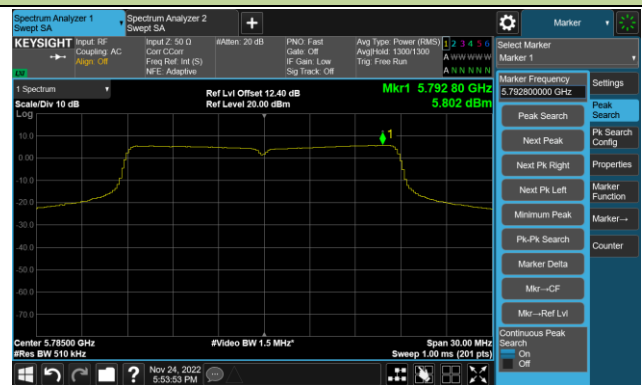 Spectrum Analyzer 1
Swept SA
Spectrum Analyzer 2
Swept SA
+
Marker
KEYSIGHT
Input: RF
Coupling: AC
Align: Off
Input Z: 50 Ω
Corr CCorr
Freq Ref: Int (S)
NFE: Adaptive
#Atten: 20 dB
PNO: Fast
Gate: Off
IF Gain: Low
Sig Track: Off
Avg Type: Power (RMS)
Avg|Hold: 1300/1300
Trig: Free Run
1 2 3 4 5 6
A W W W W W
A N N N N N
LXI
Select Marker
Marker 1
1 Spectrum
Scale/Div 10 dB
Log
Ref Lvl Offset 12.40 dB
Ref Level 20.00 dBm
Mkr1 5.792 80 GHz
5.802 dBm
1
10.0
0.00
-10.0
-20.0
-30.0
-40.0
-50.0
-60.0
-70.0
Center 5.78500 GHz
#Res BW 510 kHz
#Video BW 1.5 MHz*
Span 30.00 MHz
Sweep 1.00 ms (201 pts)
Marker Frequency
5.792800000 GHz
Peak Search
Next Peak
Next Pk Right
Next Pk Left
Minimum Peak
Pk-Pk Search
Marker Delta
Mkr→CF
Mkr→Ref Lvl
Continuous Peak
Search
On
Off
Settings
Peak
Search
Pk Search
Config
Properties
Marker
Function
Marker→
Counter
?
Nov 24, 2022
5:53:53 PM